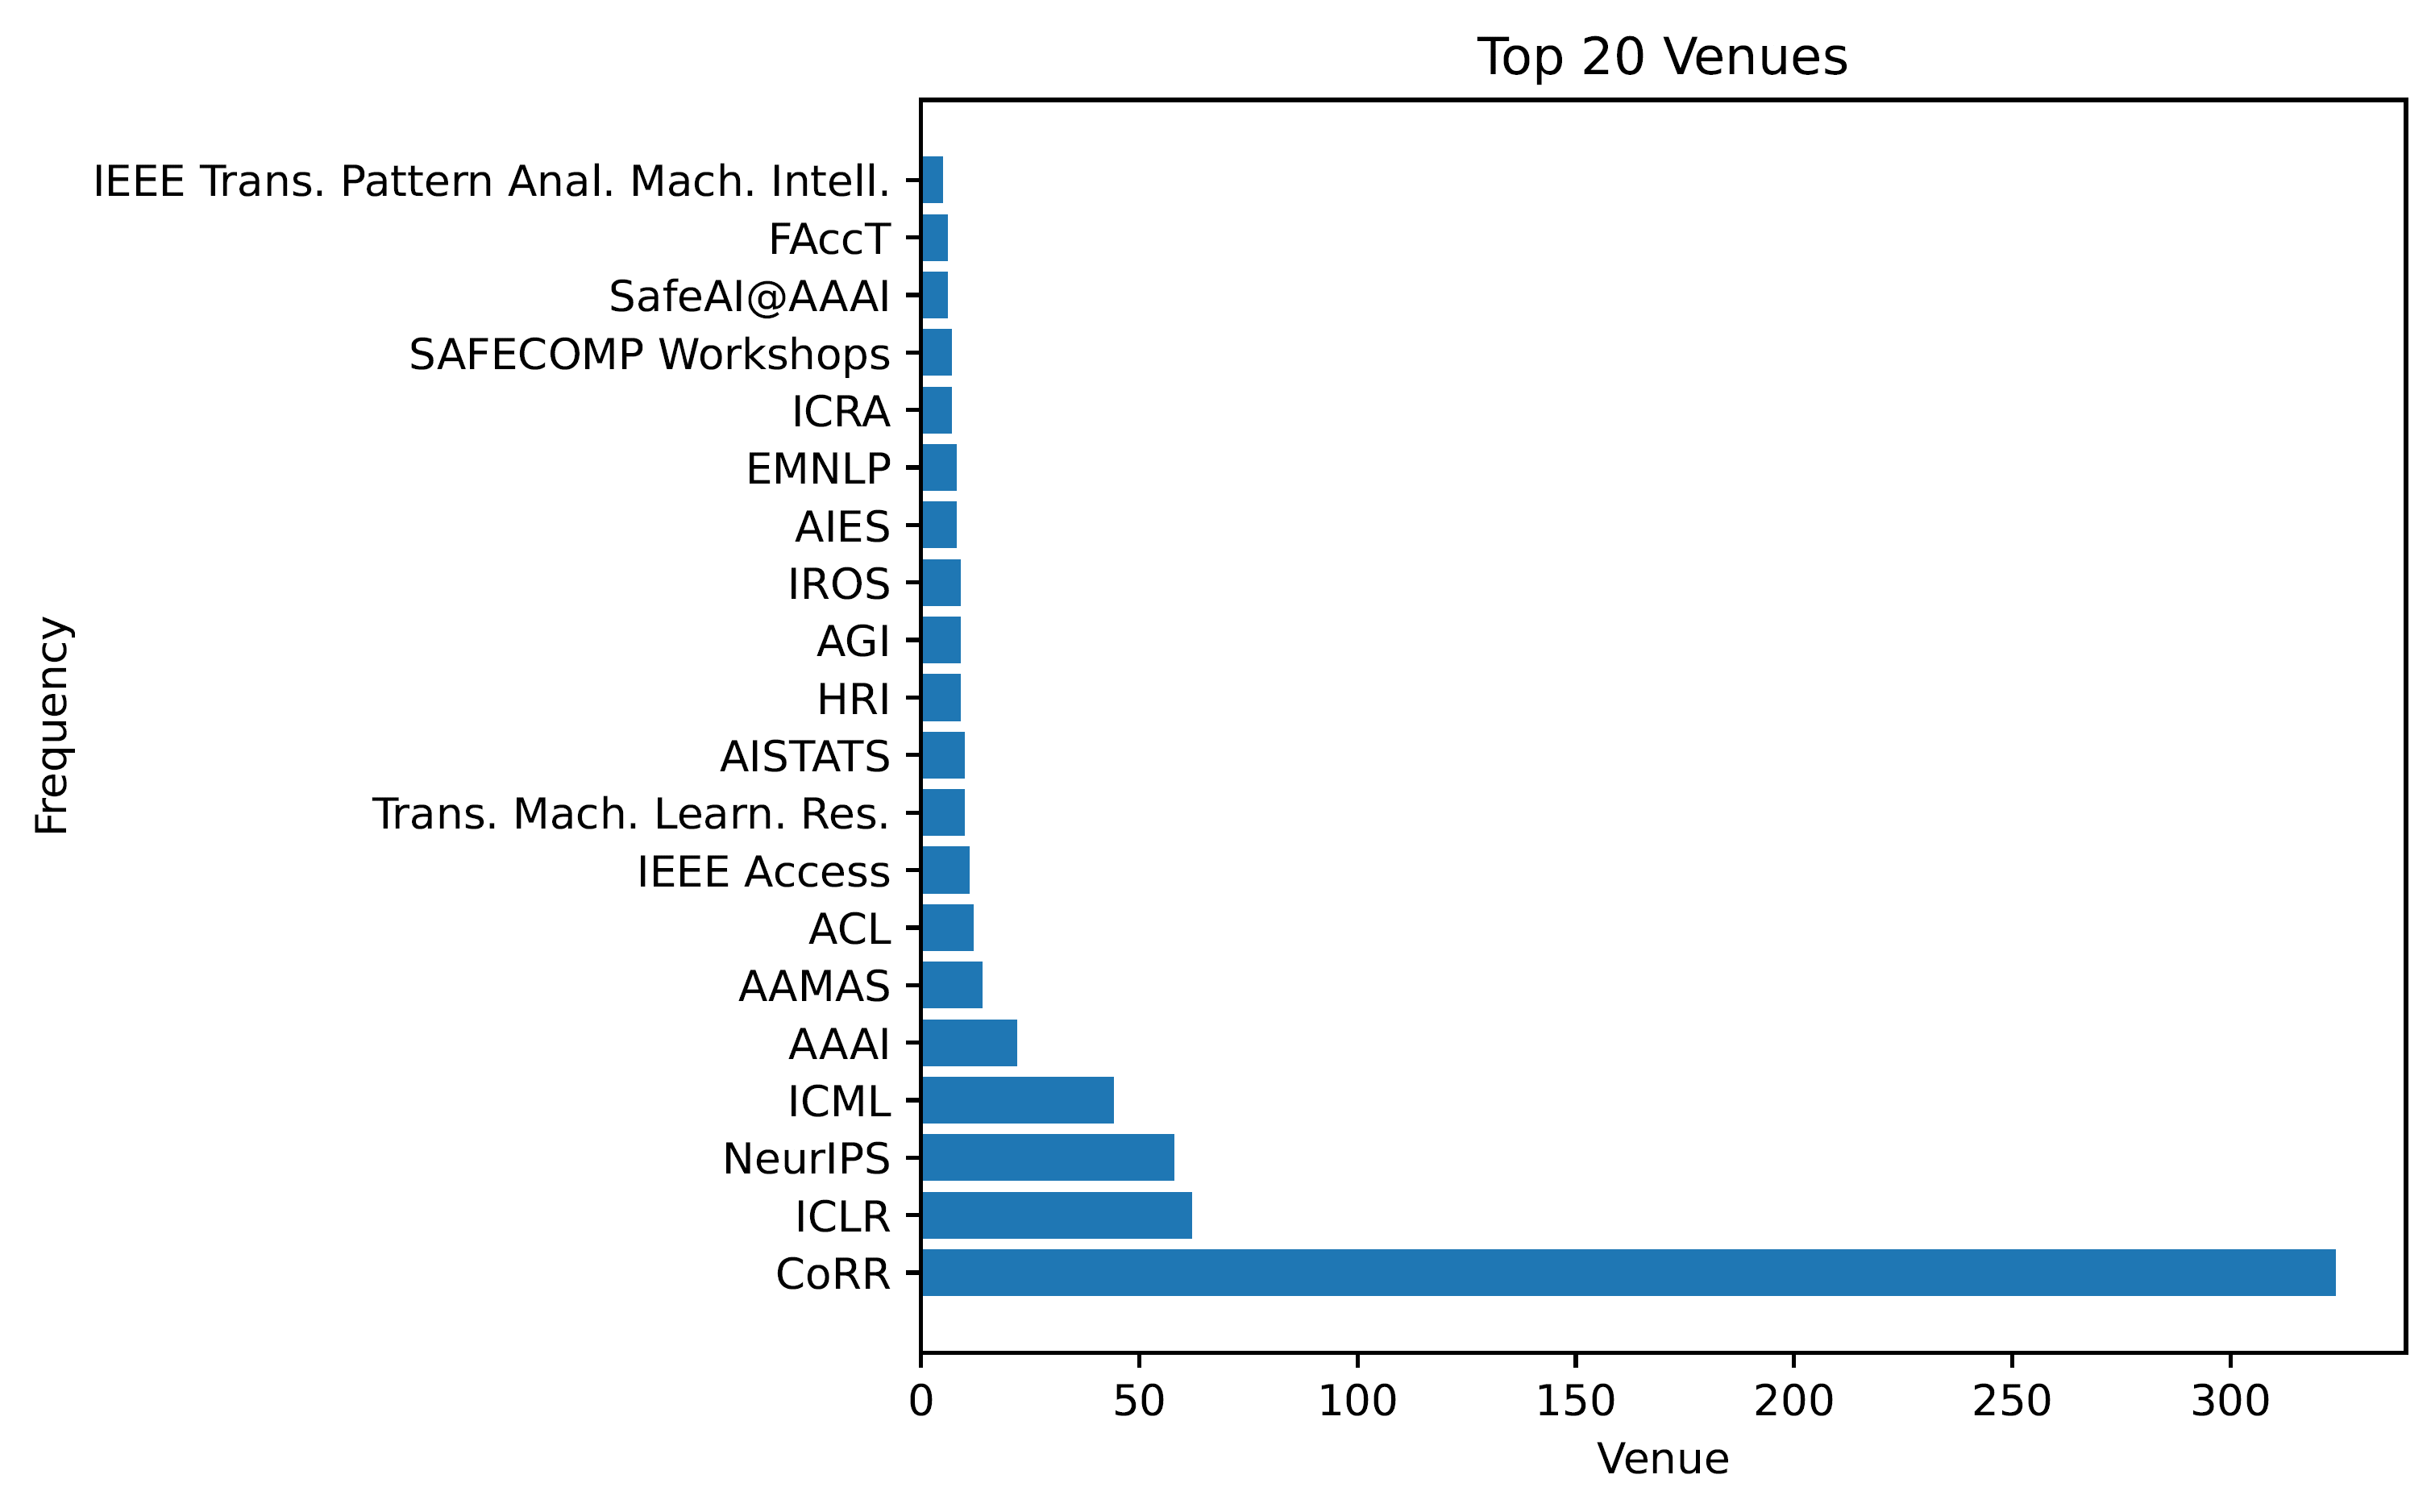 Top 20 Venues
IEEE Trans. Pattern Anal. Mach. Intell.
FAccT
SafeAI@AAAI
SAFECOMP Workshops
ICRA
EMNLP
AIES
IROS
AGI
HRI
AISTATS
Trans. Mach. Learn. Res.
IEEE Access
ACL
AAMAS
AAAI
ICML
NeurIPS
ICLR
CoRR
Frequency
0 50 100 150 200 250 300
Venue